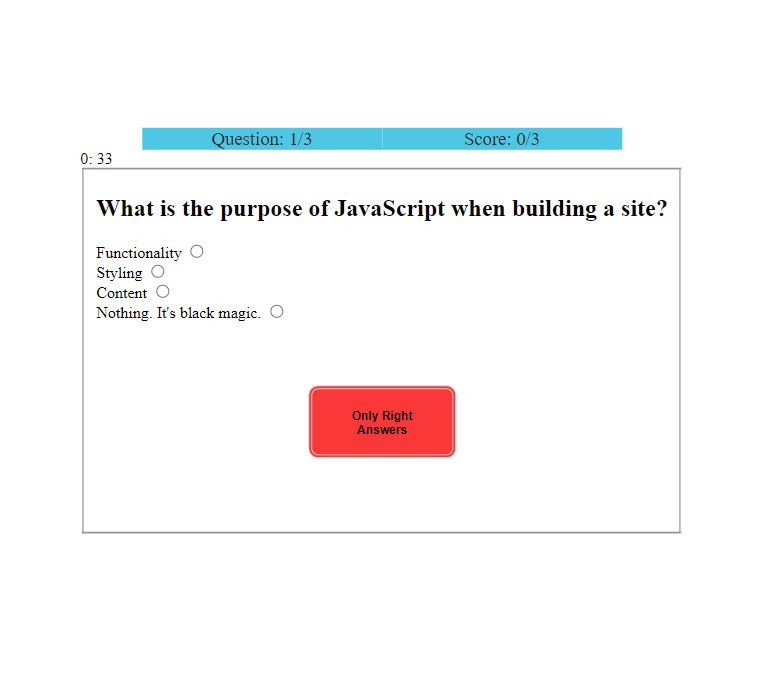 Question: 1/3 Score: 0/3
0: 33
What is the purpose of JavaScript when building a site?
Functionality
Styling
Content
Nothing. It's black magic.
Only Right
Answers